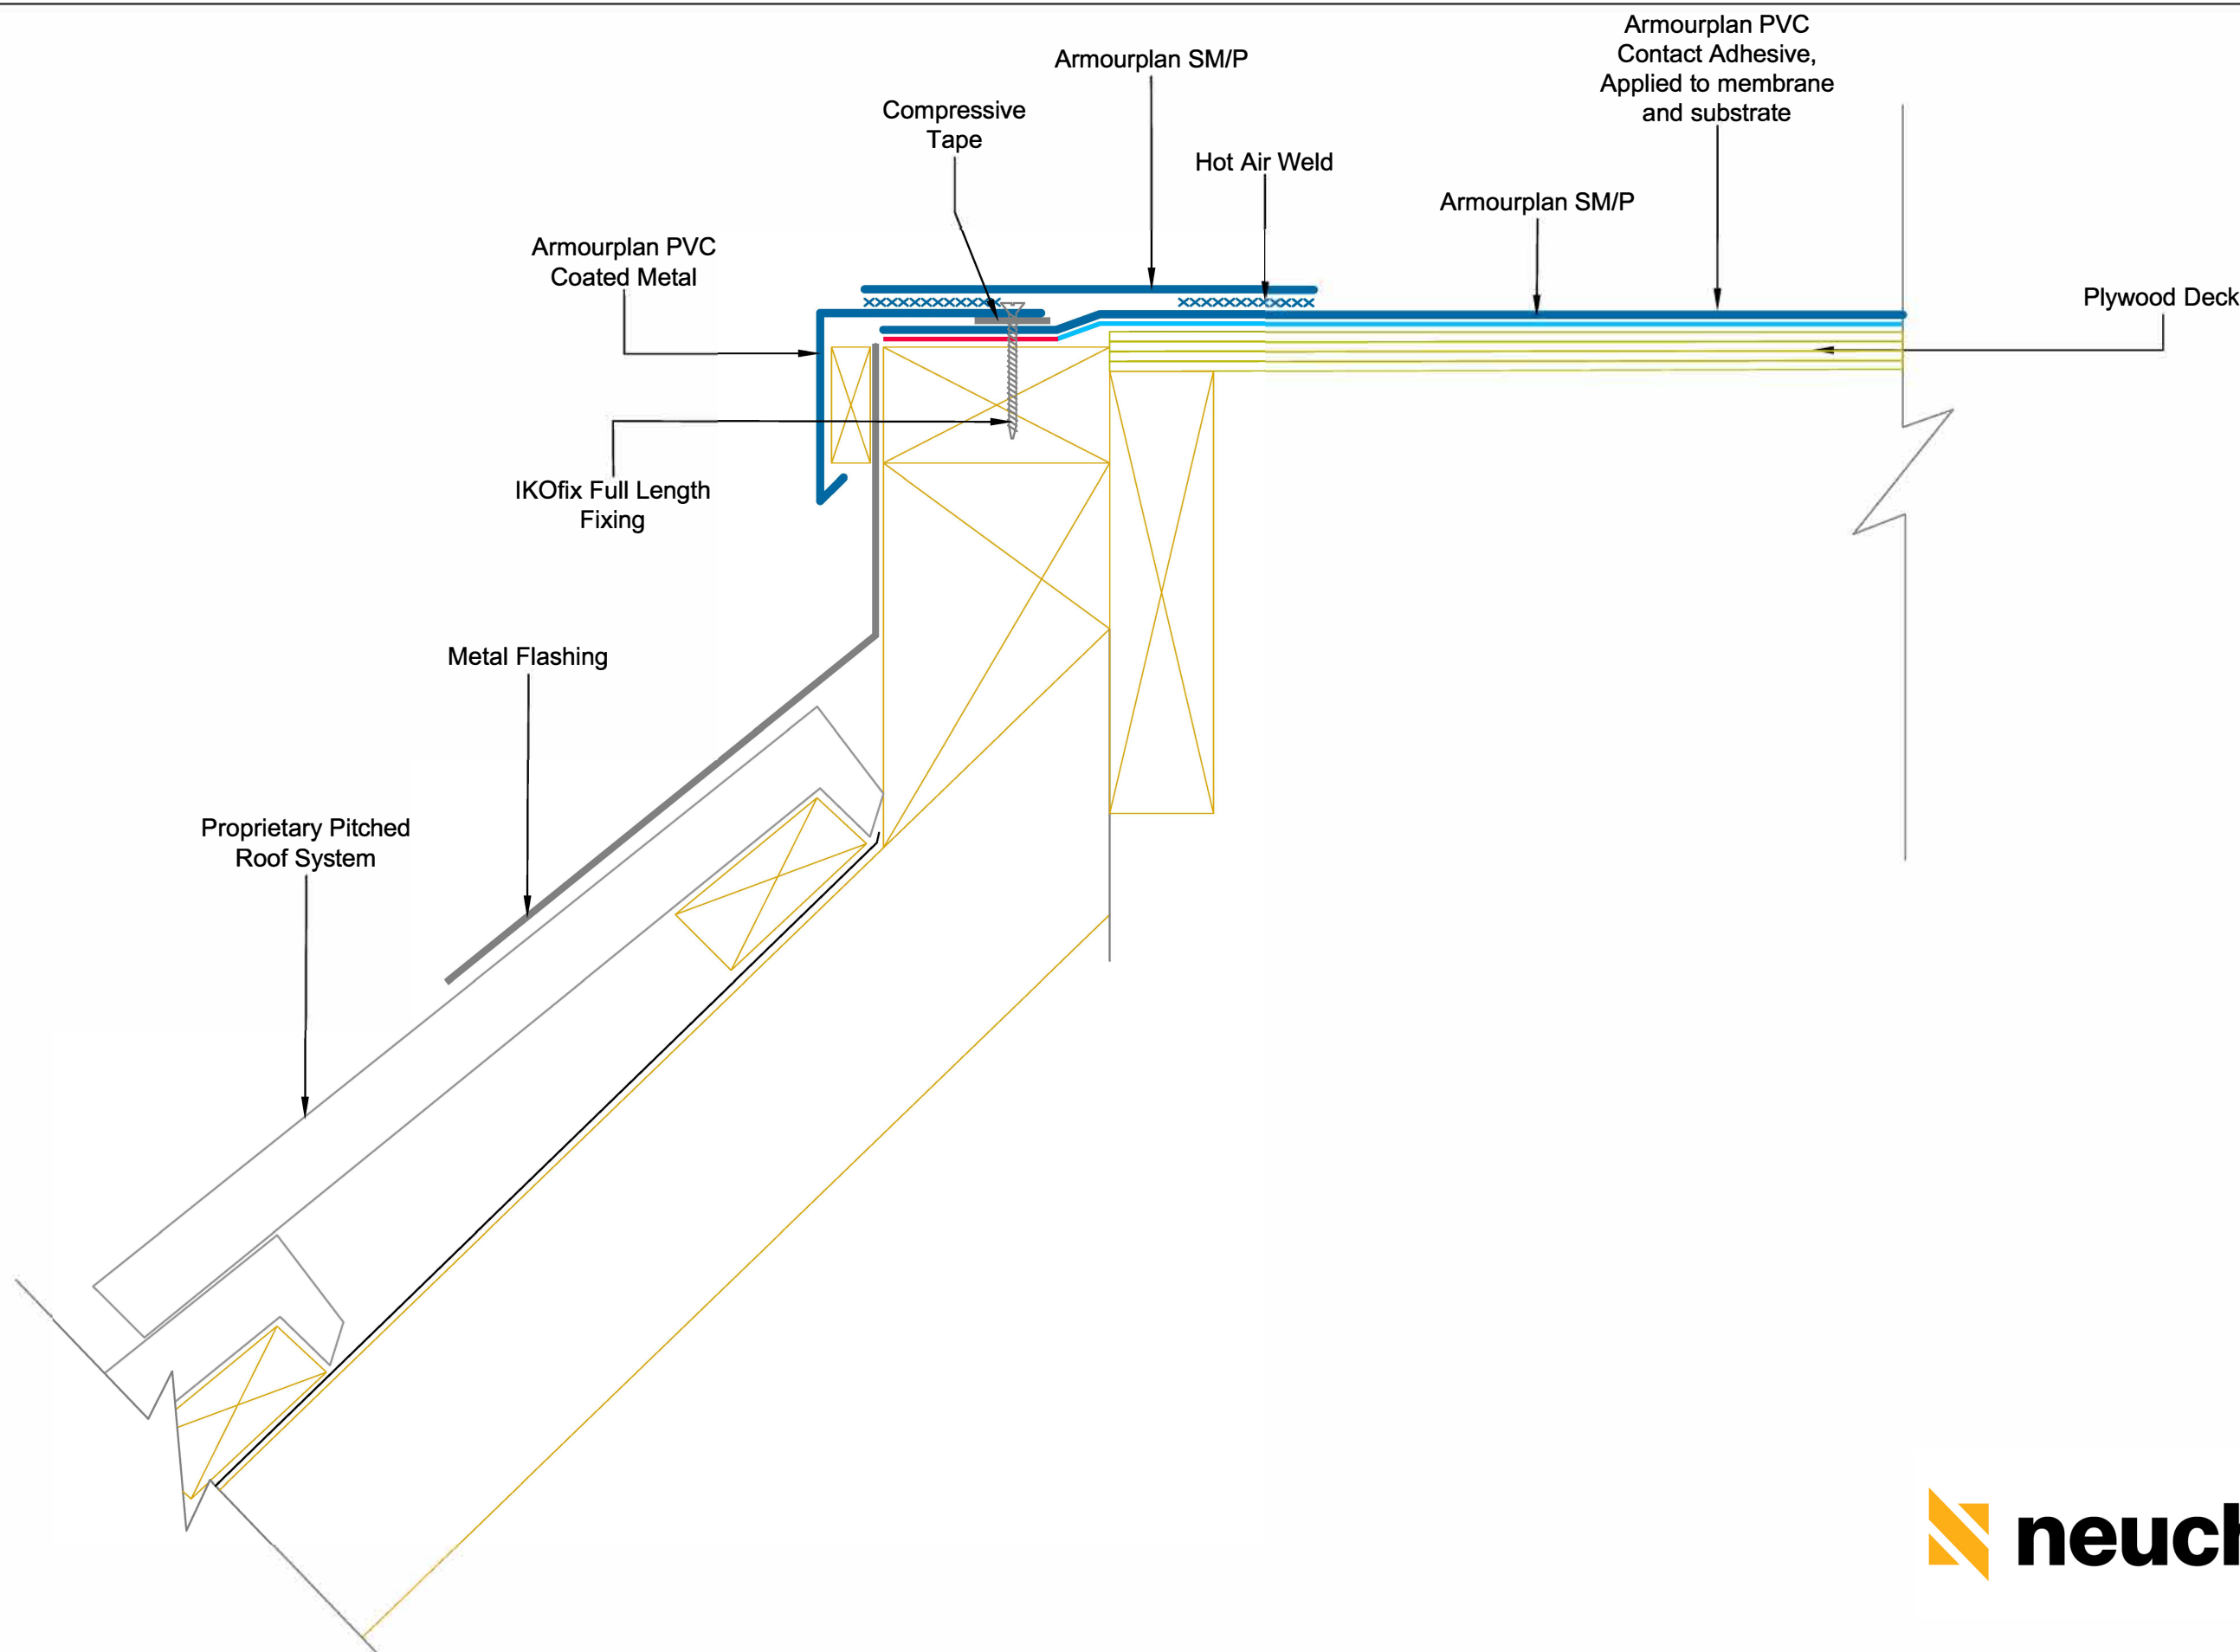 Armourplan PVC
Contact Adhesive,
Applied to membrane
and substrate
Armourplan SM/P
Compressive
Tape
Hot Air Weld
Armourplan SM/P
Armourplan PVC
Coated Metal
Plywood Deck
IKOfix Full Length
Fixing
Metal Flashing
Proprietary Pitched
Roof System